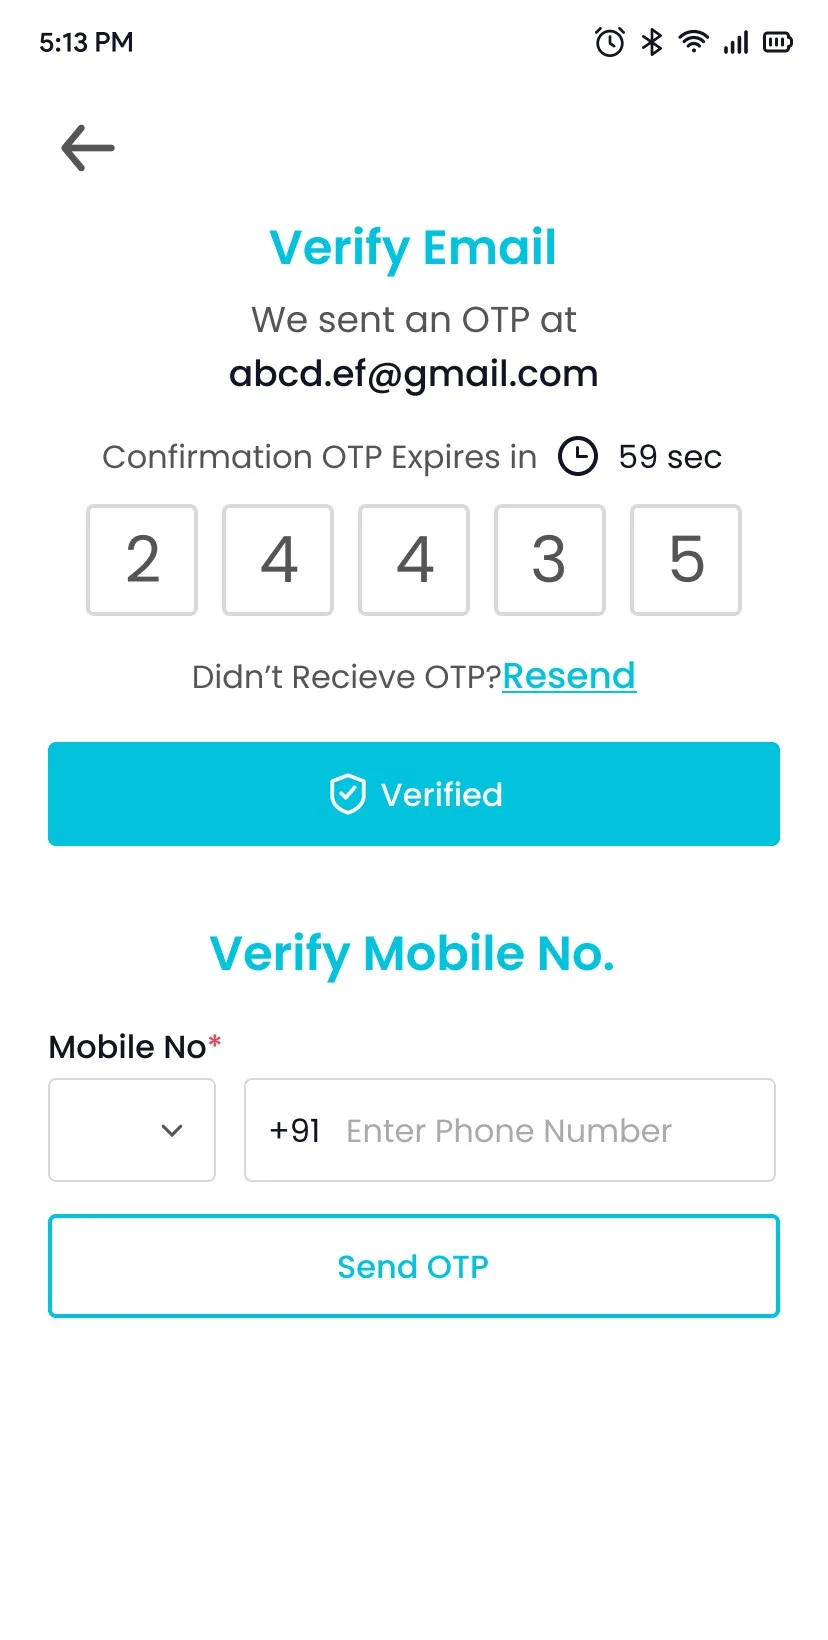 5:13 PM
Verify Email
We sent an OTP at
abcd.ef@gmail.com
Confirmation OTP Expires in 59 sec
2 4 4 3 5
Didn’t Recieve OTP?Resend
Verified
Verify Mobile No.
Mobile No*
+91 Enter Phone Number
Send OTP